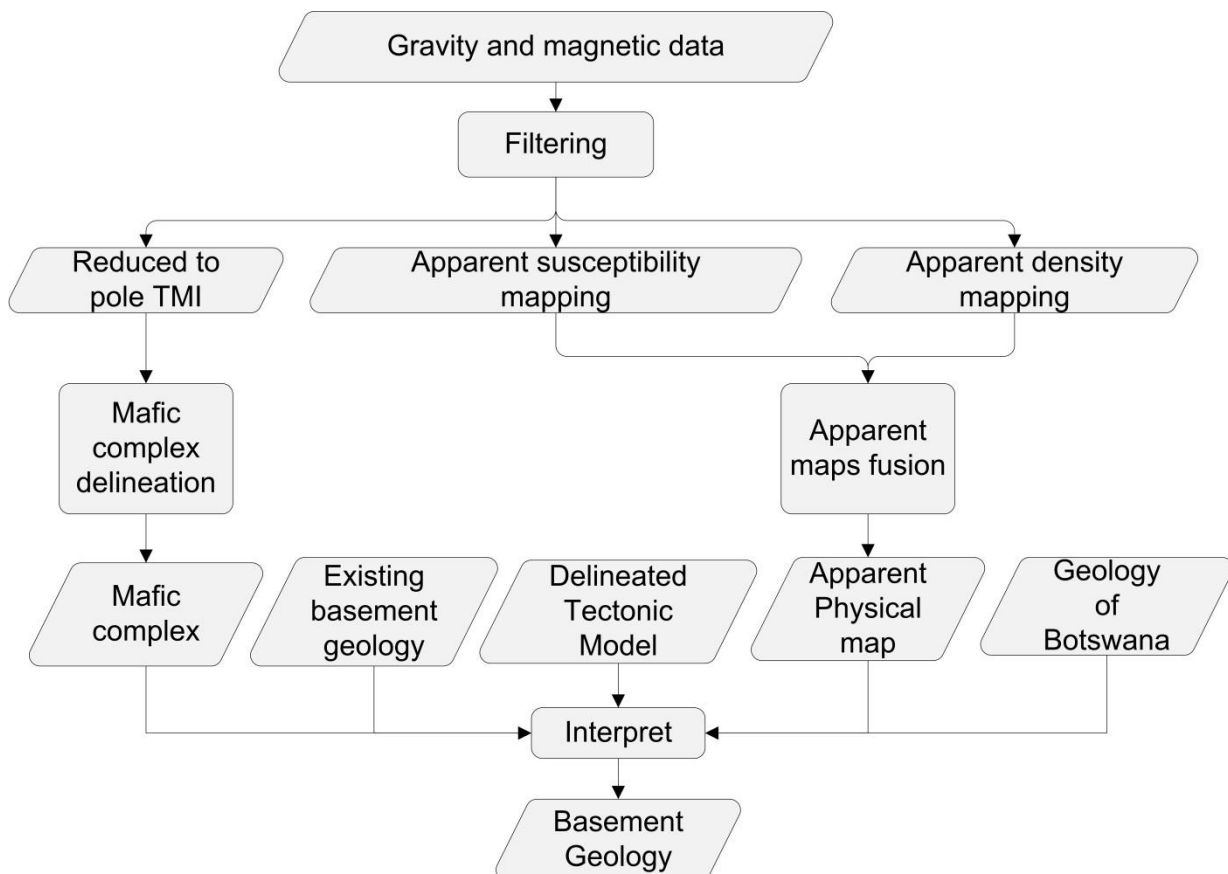 Gravity and magnetic data
Filtering
Reduced to
pole TMI
Apparent susceptibility
mapping
Apparent density
mapping
Mafic
complex
delineation
Apparent
maps fusion
Mafic
complex
Existing
basement
geology
Delineated
Tectonic
Model
Apparent
Physical
map
Geology
of
Botswana
Interpret
Basement
Geology